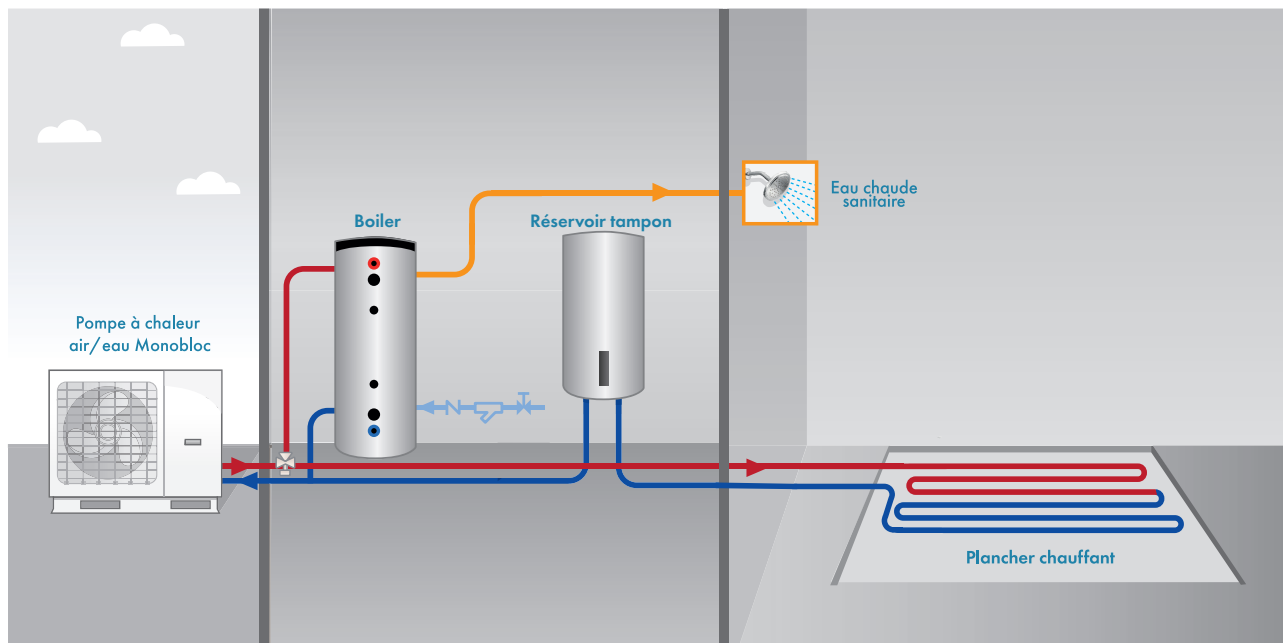 Eau chaude
sanitaire
Boiler
Réservoir tampon
Pompe à chaleur
air/eau Monobloc
Plancher chauffant